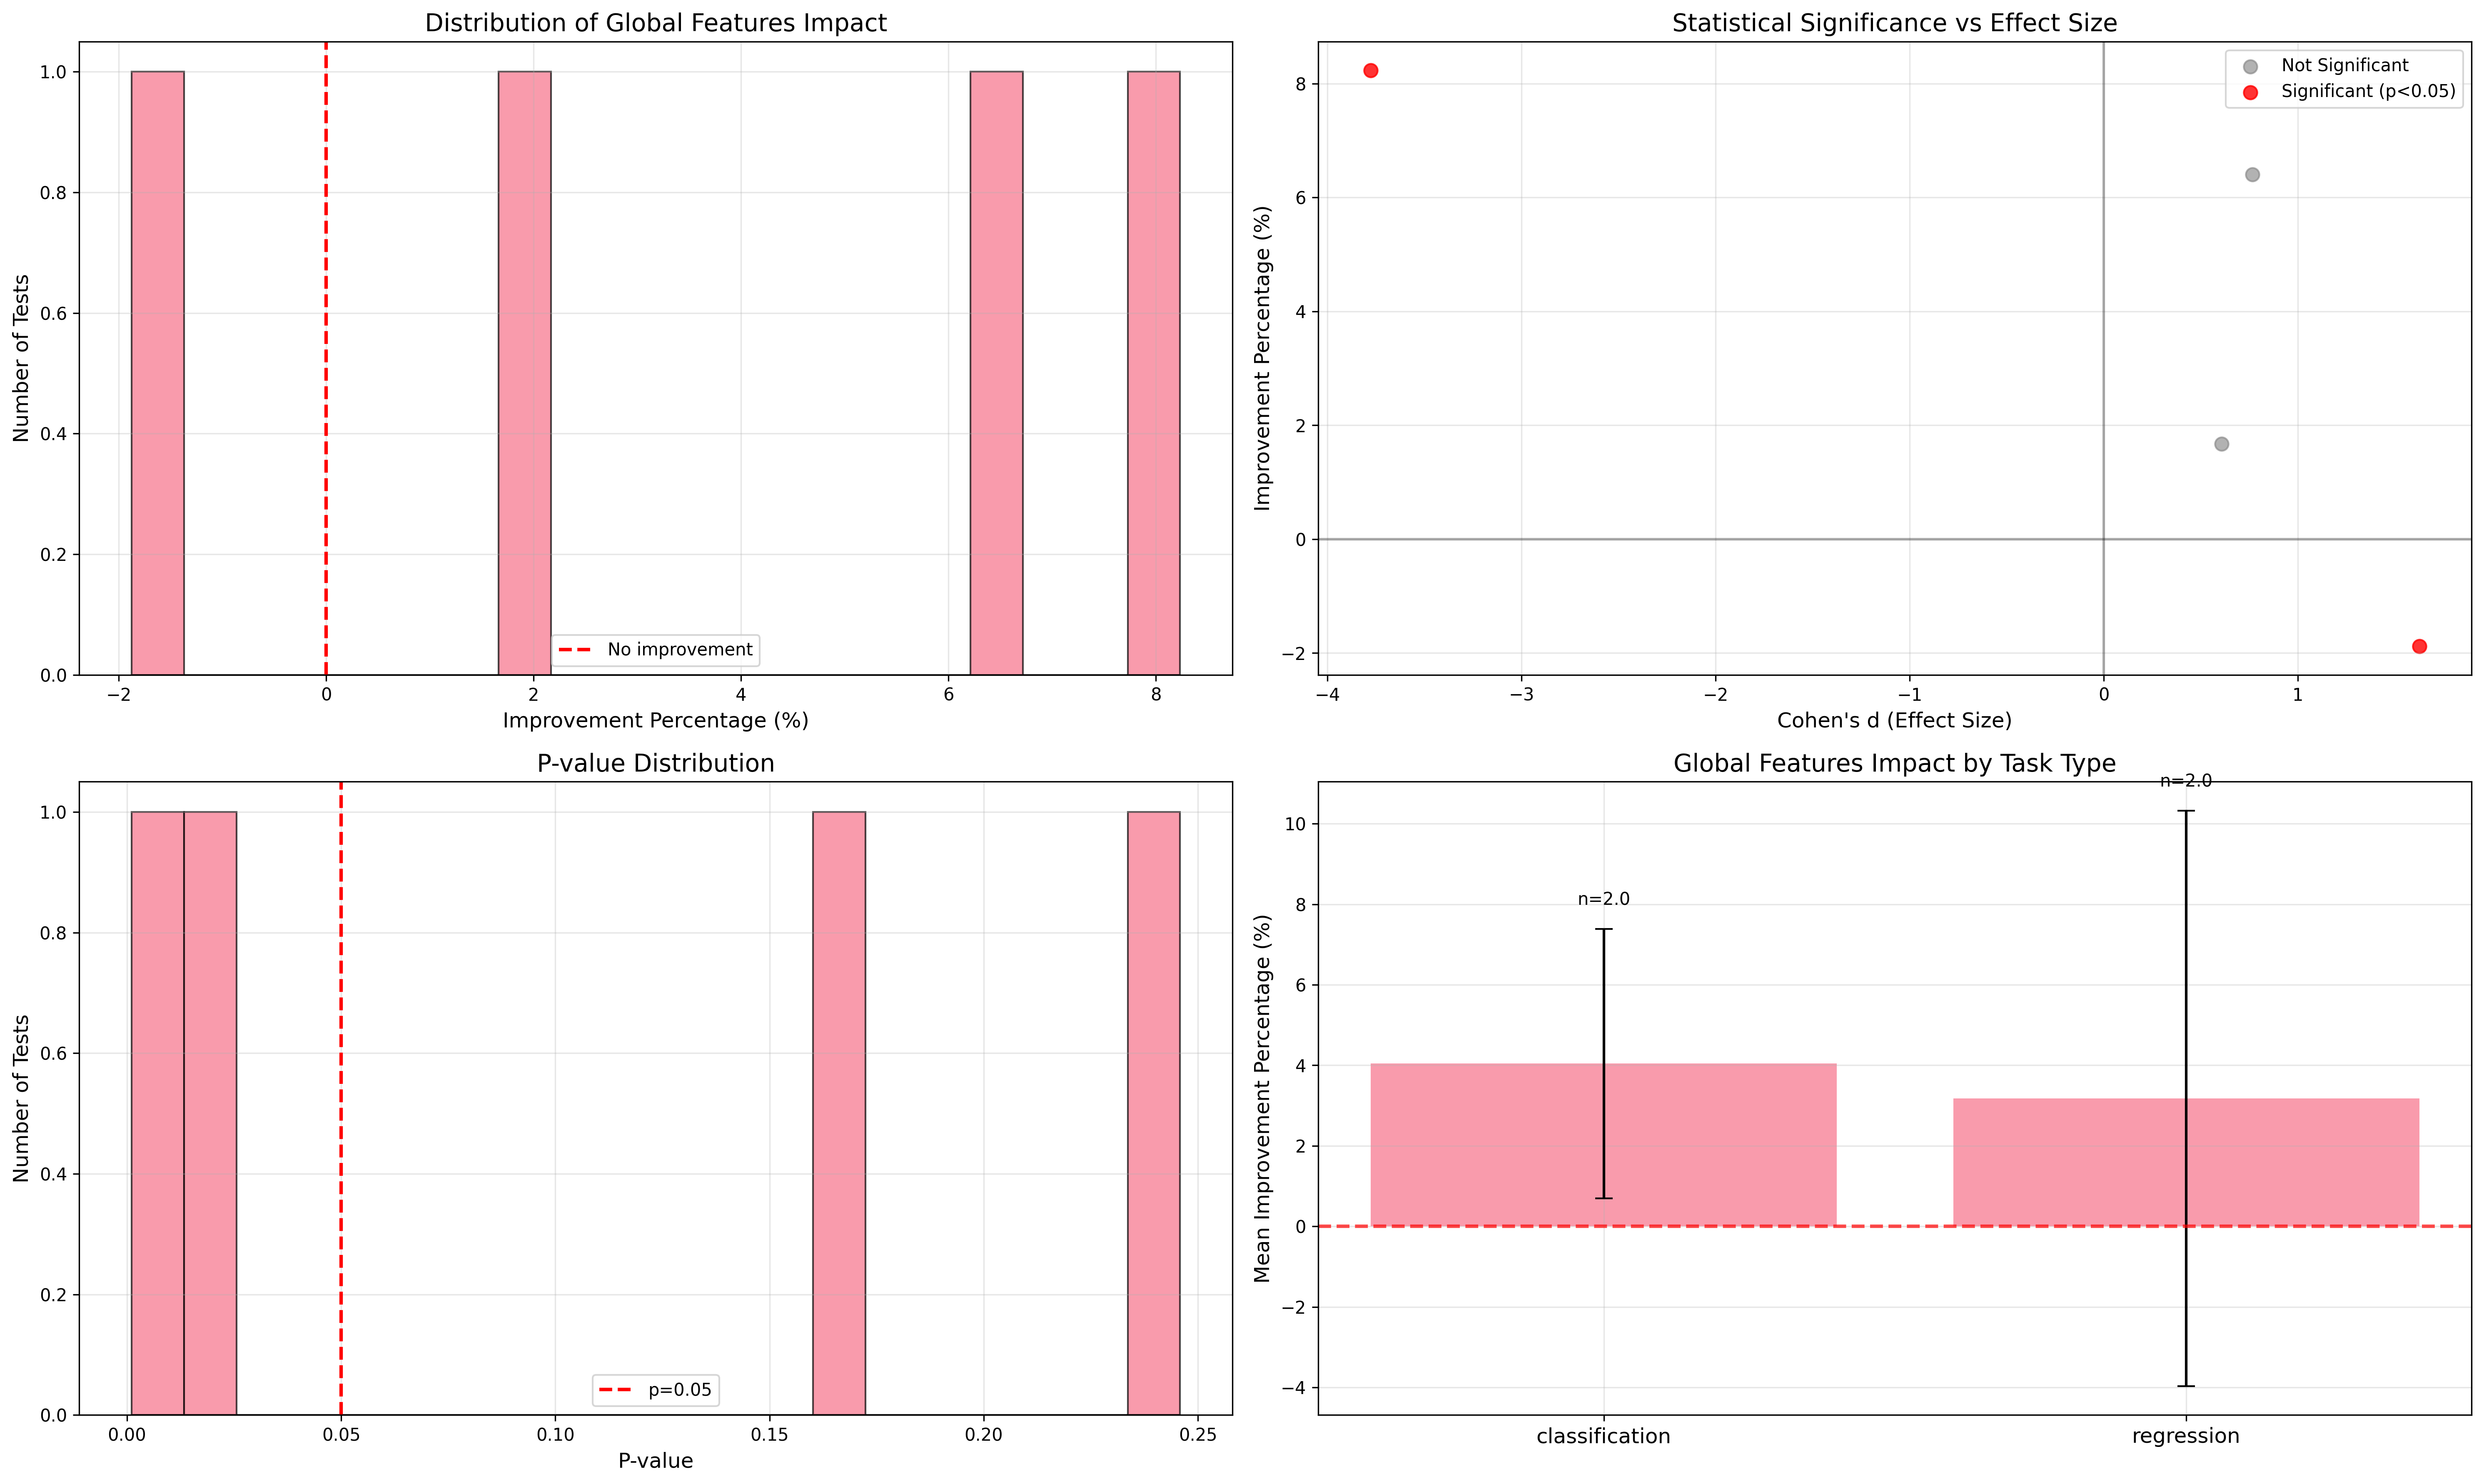 Distribution of Global Features Impact
Number of Tests
1.0
0.8
0.6
0.4
0.2
0.0
No improvement
−2
0
2
4
6
8
Improvement Percentage (%)
Statistical Significance vs Effect Size
Improvement Percentage (%)
8
6
4
2
0
−2
Not Significant
Significant (p<0.05)
−4
−3
−2
−1
0
1
Cohen's d (Effect Size)
P-value Distribution
Number of Tests
1.0
0.8
0.6
0.4
0.2
0.0
p=0.05
0.00
0.05
0.10
0.15
0.20
0.25
P-value
Global Features Impact by Task Type
Mean Improvement Percentage (%)
10
8
6
4
2
0
−2
−4
n=2.0
n=2.0
classification
regression